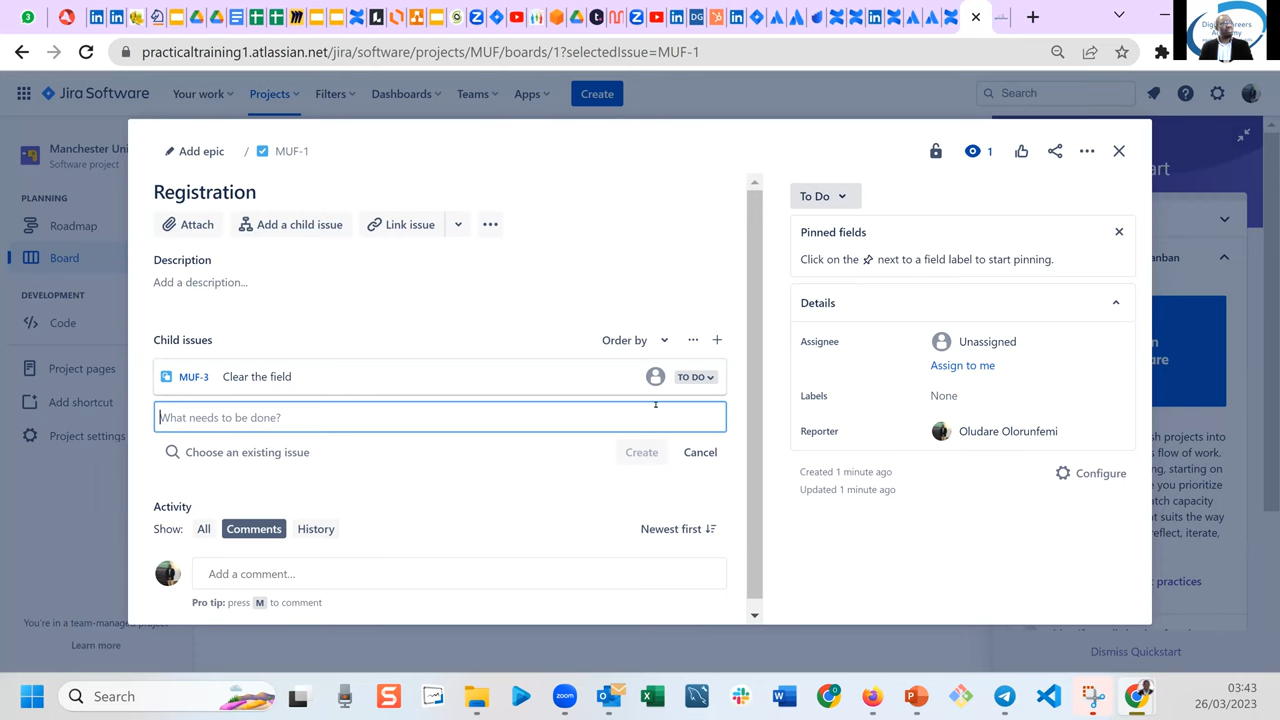 practicaltraining1.atlassian.net/jira/software/projects/MUF/boards/1?selectedIssue=MUF-1
Jira Software
Your work
Projects
Filters
Dashboards
Teams
Apps
Create
Search
Manchester Uni
Software project
PLANNING
Roadmap
Board
DEVELOPMENT
Code
Project pages
Add shortcut
Project settings
You're in a team-managed project
Learn more
Add epic
/
MUF-1
1
Registration
Attach
Add a child issue
Link issue
Description
Add a description...
Child issues
Order by
MUF-3
Clear the field
TO DO
What needs to be done?
Choose an existing issue
Create
Cancel
Activity
Show:
All
Comments
History
Newest first
Add a comment...
Pro tip: press M to comment
To Do
Pinned fields
Click on the next to a field label to start pinning.
Details
Assignee
Unassigned
Assign to me
Labels
None
Reporter
Oludare Olorunfemi
Created 1 minute ago
Updated 1 minute ago
Configure
Dismiss Quickstart
Search
03:43
26/03/2023